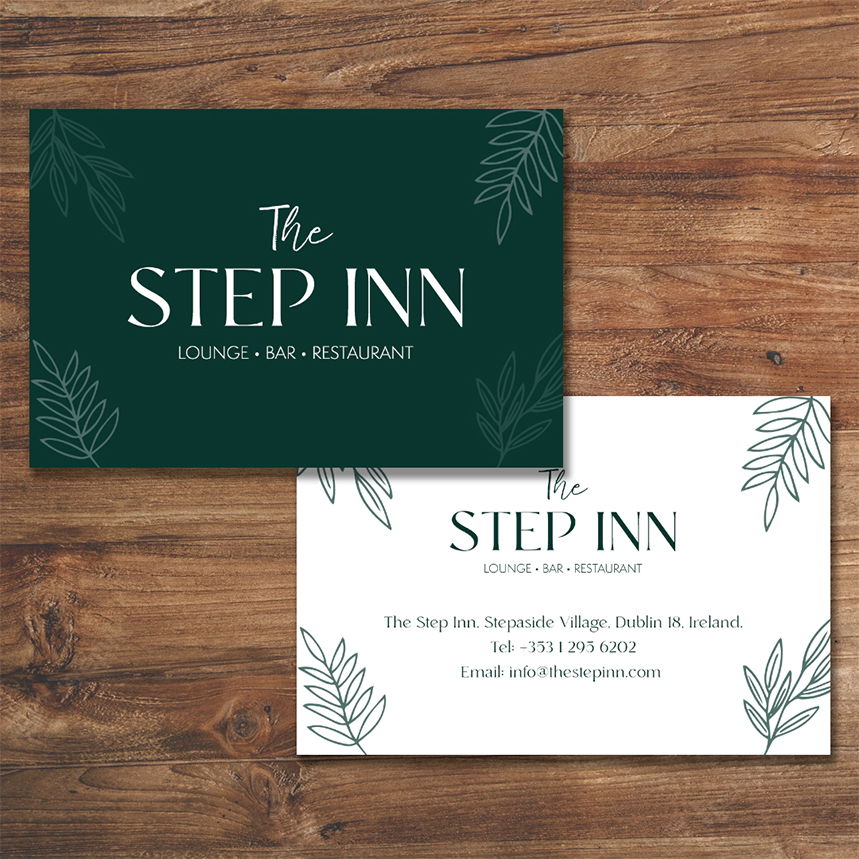 The
STEP INN
LOUNGE • BAR • RESTAURANT
The
STEP INN
LOUNGE • BAR • RESTAURANT
The Step Inn. Stepaside Village, Dublin 18, Ireland.
Tel: +353 1 295 6202
Email: info@thestepinn.com